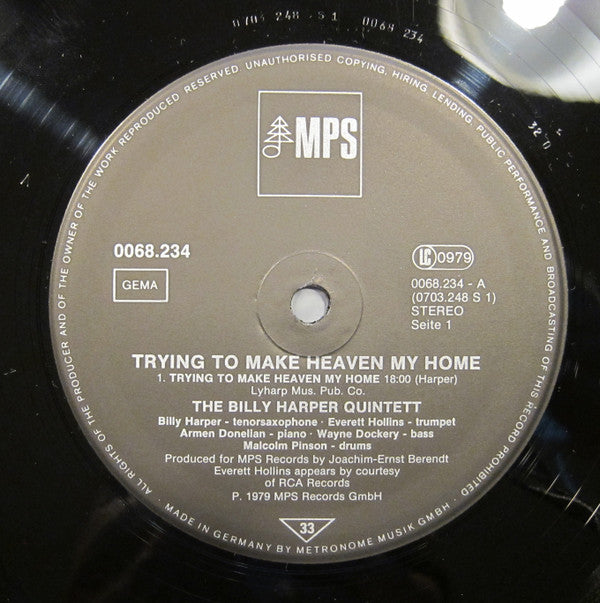 0703 248 S 1 0068 234
320
ALL RIGHTS OF THE PRODUCER AND OF THE OWNER OF THE WORK REPRODUCED RESERVED. UNAUTHORISED COPYING, HIRING, LENDING, PUBLIC PERFORMANCE AND BROADCASTING OF THIS RECORD PROHIBITED
MPS
0068.234
GEMA
LC 0979
0068.234 - A
(0703.248 S 1)
STEREO
Seite 1
TRYING TO MAKE HEAVEN MY HOME
1. TRYING TO MAKE HEAVEN MY HOME 18:00 (Harper)
Lyharp Mus. Pub. Co.
THE BILLY HARPER QUINTETT
Billy Harper - tenorsaxophone · Everett Hollins - trumpet
Armen Donellan - piano · Wayne Dockery - bass
Malcolm Pinson - drums
Produced for MPS Records by Joachim-Ernst Berendt
Everett Hollins appears by courtesy
of RCA Records
P. 1979 MPS Records GmbH
33
· MADE IN GERMANY BY METRONOME MUSIK GMBH ·